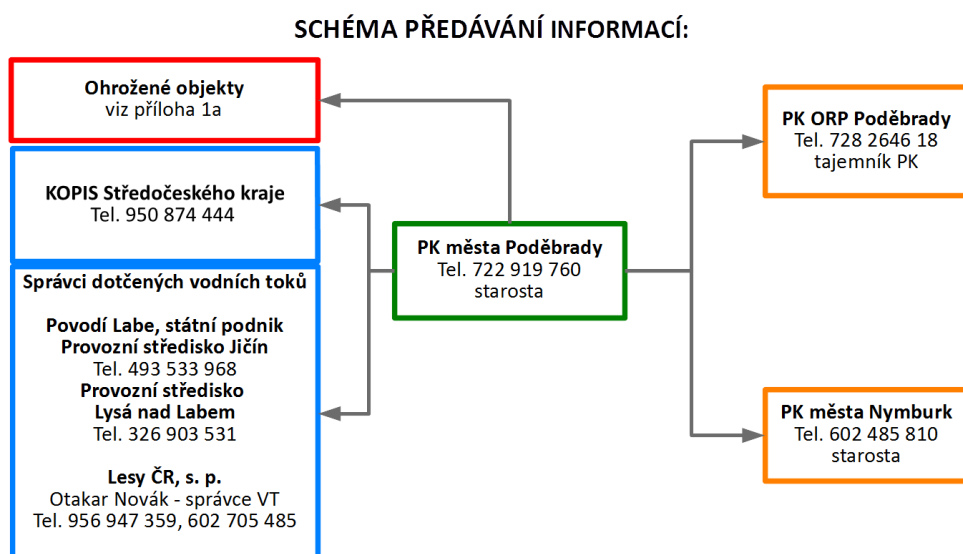 SCHÉMA PŘEDÁVÁNÍ INFORMACÍ:
Ohrožené objekty
viz příloha 1a
KOPIS Středočeského kraje
Tel. 950 874 444
Správci dotčených vodních toků
Povodí Labe, státní podnik
Provozní středisko Jičín
Tel. 493 533 968
Provozní středisko
Lysá nad Labem
Tel. 326 903 531
Lesy ČR, s. p.
Otakar Novák - správce VT
Tel. 956 947 359, 602 705 485
PK města Poděbrady
Tel. 722 919 760
starosta
PK ORP Poděbrady
Tel. 728 2646 18
tajemník PK
PK města Nymburk
Tel. 602 485 810
starosta